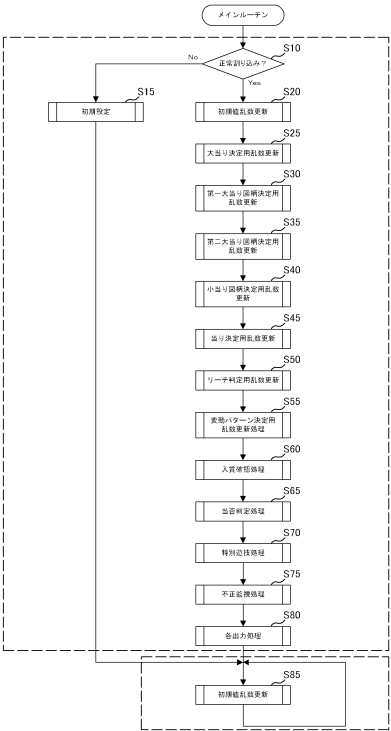 メインルーチン
S10
正常割り込み？
No
Yes
S15
初期設定
S20
初期値乱数更新
S25
大当り決定用乱数更新
S30
第一大当り図柄決定用
乱数更新
S35
第二大当り図柄決定用
乱数更新
S40
小当り図柄決定用乱数
更新
S45
当り決定用乱数更新
S50
リーチ判定用乱数更新
S55
変動パターン決定用
乱数更新処理
S60
入賞確認処理
S65
当否判定処理
S70
特別遊技処理
S75
不正監視処理
S80
各出力処理
S85
初期値乱数更新